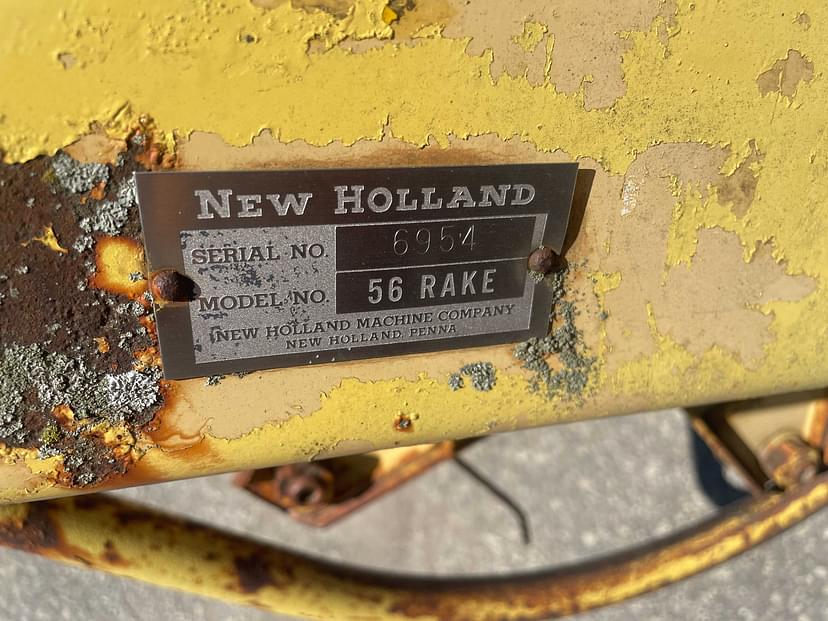 NEW HOLLAND
SERIAL NO. 6954
MODEL NO. 56 RAKE
NEW HOLLAND MACHINE COMPANY
NEW HOLLAND, PENNA